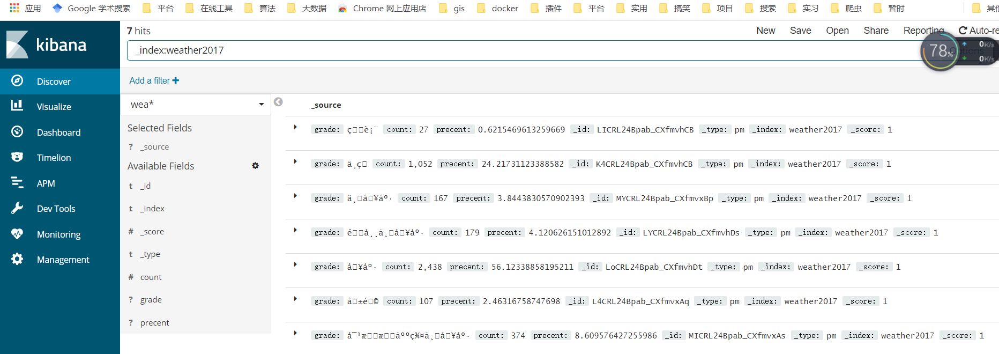 应用 Google 学术搜索 平台 在线工具 算法 大数据 Chrome 网上应用店 gis docker 插件 平台 实用 搞笑 项目 搜索 实习 爬虫 暂时
kibana
Discover
Visualize
Dashboard
Timelion
APM
Dev Tools
Monitoring
Management
7 hits
New Save Open Share Reporting Auto-re
_index:weather2017
Options
78%
0K/s
0K/s
Add a filter +
wea*
Selected Fields
? _source
Available Fields
t _id
t _index
# _score
t _type
# count
? grade
? precent
_source
grade: count: 27 precent: 0.6215469613259669 _id: LICRL24Bpab_CXfmvhCB _type: pm _index: weather2017 _score: 1
grade: count: 1,052 precent: 24.21731123388582 _id: K4CRL24Bpab_CXfmvhCB _type: pm _index: weather2017 _score: 1
grade: count: 167 precent: 3.8443830570902393 _id: MYCRL24Bpab_CXfmvxBp _type: pm _index: weather2017 _score: 1
grade: count: 179 precent: 4.120626151012892 _id: LYCRL24Bpab_CXfmvhDs _type: pm _index: weather2017 _score: 1
grade: count: 2,438 precent: 56.12338858195211 _id: LoCRL24Bpab_CXfmvhDt _type: pm _index: weather2017 _score: 1
grade: count: 107 precent: 2.46316758747698 _id: L4CRL24Bpab_CXfmvxAq _type: pm _index: weather2017 _score: 1
grade: count: 374 precent: 8.609576427255986 _id: MICRL24Bpab_CXfmvxAs _type: pm _index: weather2017 _score: 1